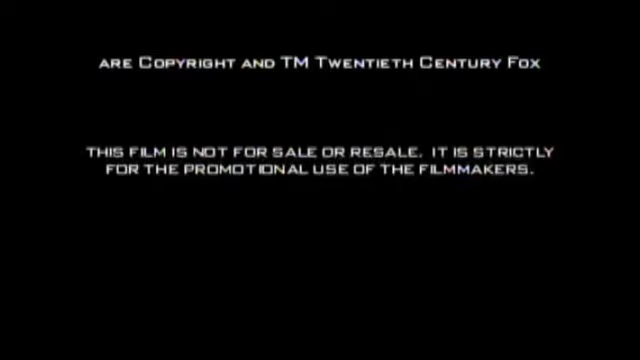 are Copyright and TM Twentieth Century Fox
THIS FILM IS NOT FOR SALE OR RESALE. IT IS STRICTLY
FOR THE PROMOTIONAL USE OF THE FILMMAKERS.